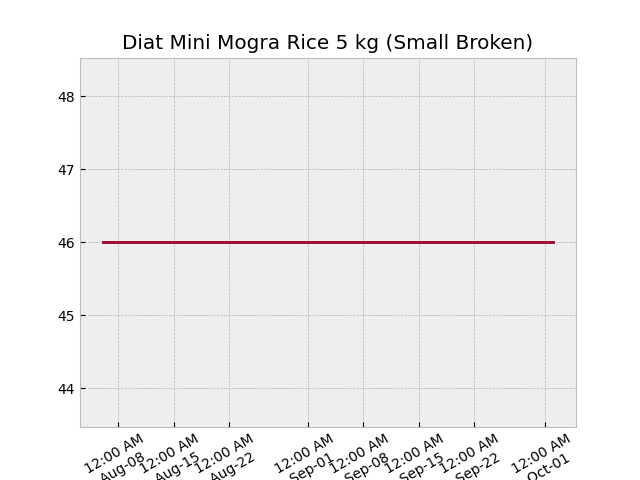 Diat Mini Mogra Rice 5 kg (Small Broken)
48
47
46
45
44
12:00 AM
Aug-08
12:00 AM
Aug-15
12:00 AM
Aug-22
12:00 AM
Sep-01
12:00 AM
Sep-08
12:00 AM
Sep-15
12:00 AM
Sep-22
12:00 AM
Oct-01